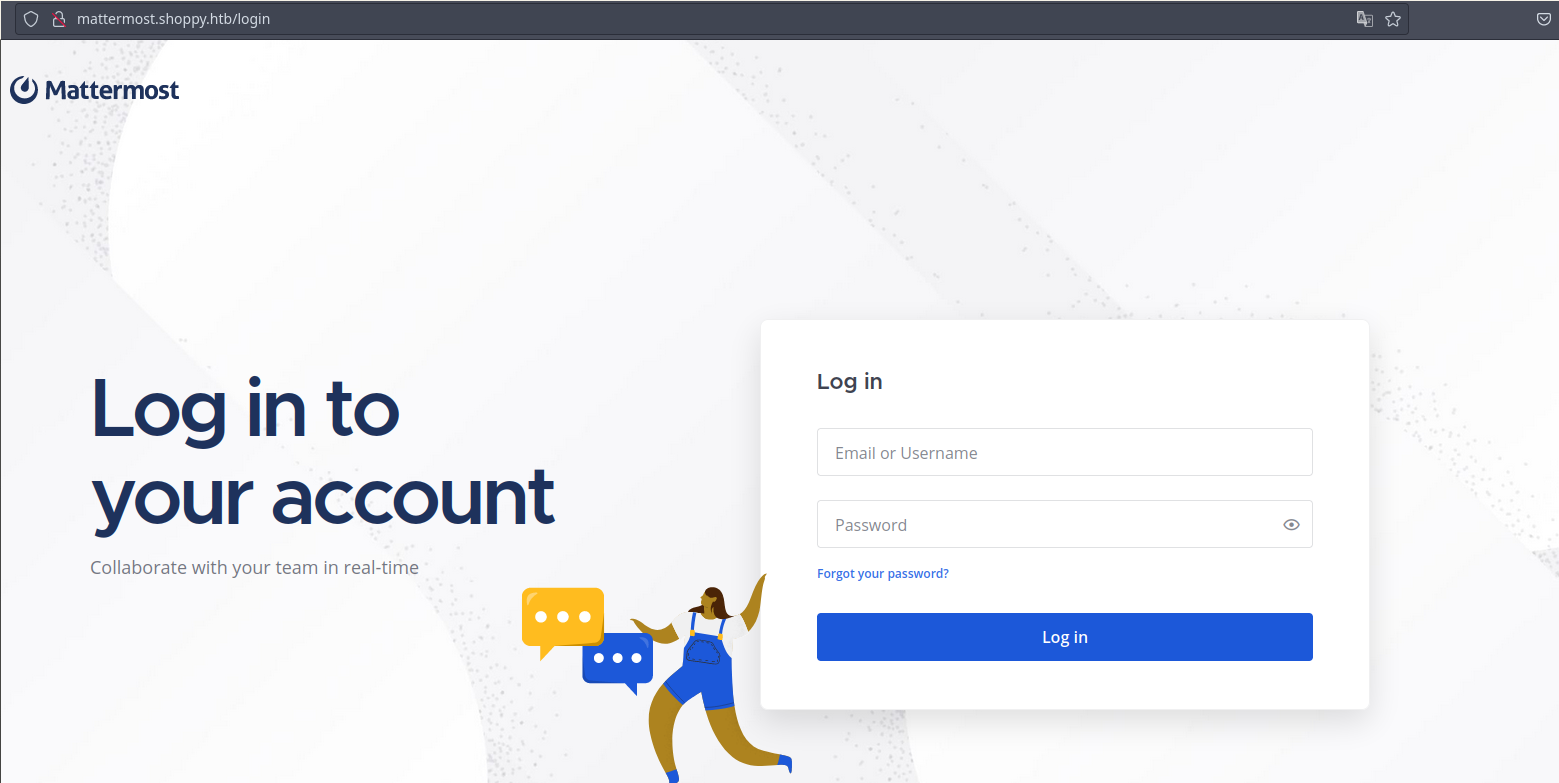 mattermost.shoppy.htb/login
Mattermost
Log in to
your account
Collaborate with your team in real-time
Log in
Email or Username
Password
Forgot your password?
Log in